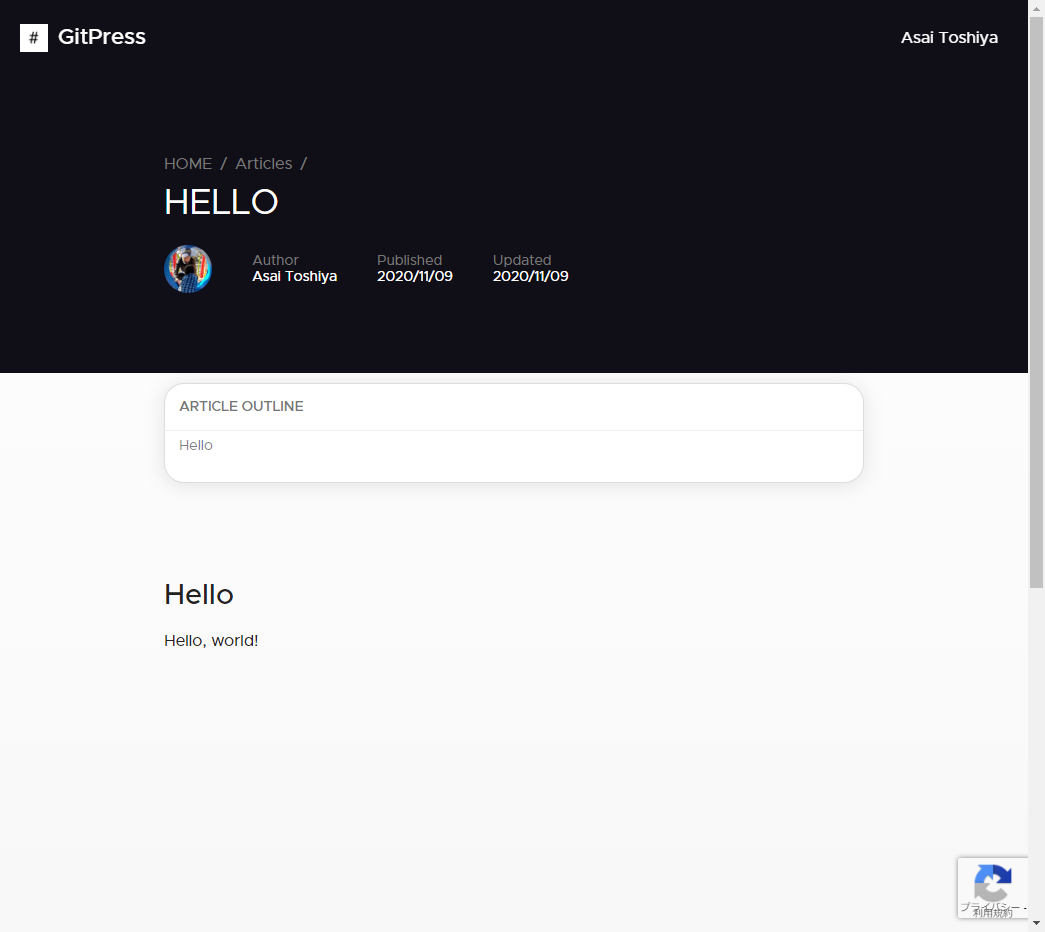 # GitPress
Asai Toshiya
HOME / Articles /
HELLO
Author
Asai Toshiya
Published
2020/11/09
Updated
2020/11/09
ARTICLE OUTLINE
Hello
Hello
Hello, world!
プライバシー -
利用規約